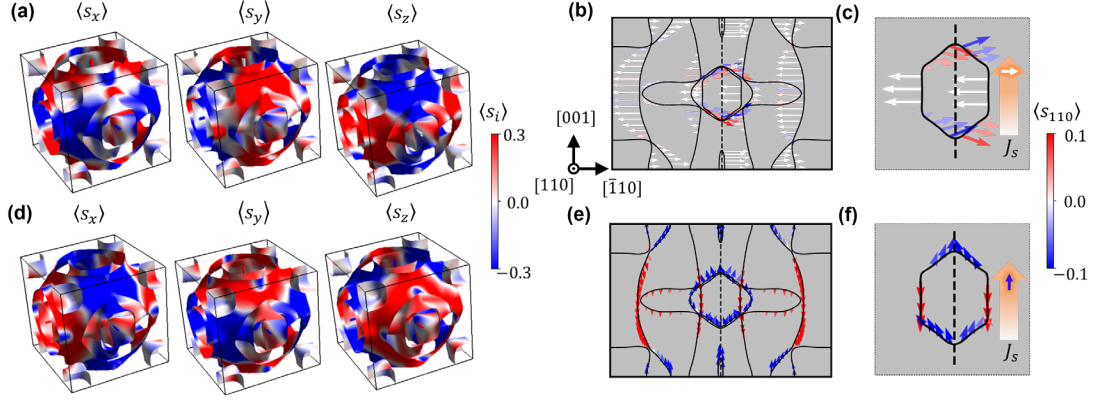 (a) ⟨s_x⟩ ⟨s_y⟩ ⟨s_z⟩
(b)
[001]
[110] [1̄10]
(c)
J_s
⟨s_i⟩
0.3
0.0
−0.3
⟨s_110⟩
0.1
0.0
−0.1
(d) ⟨s_x⟩ ⟨s_y⟩ ⟨s_z⟩
(e)
(f)
J_s